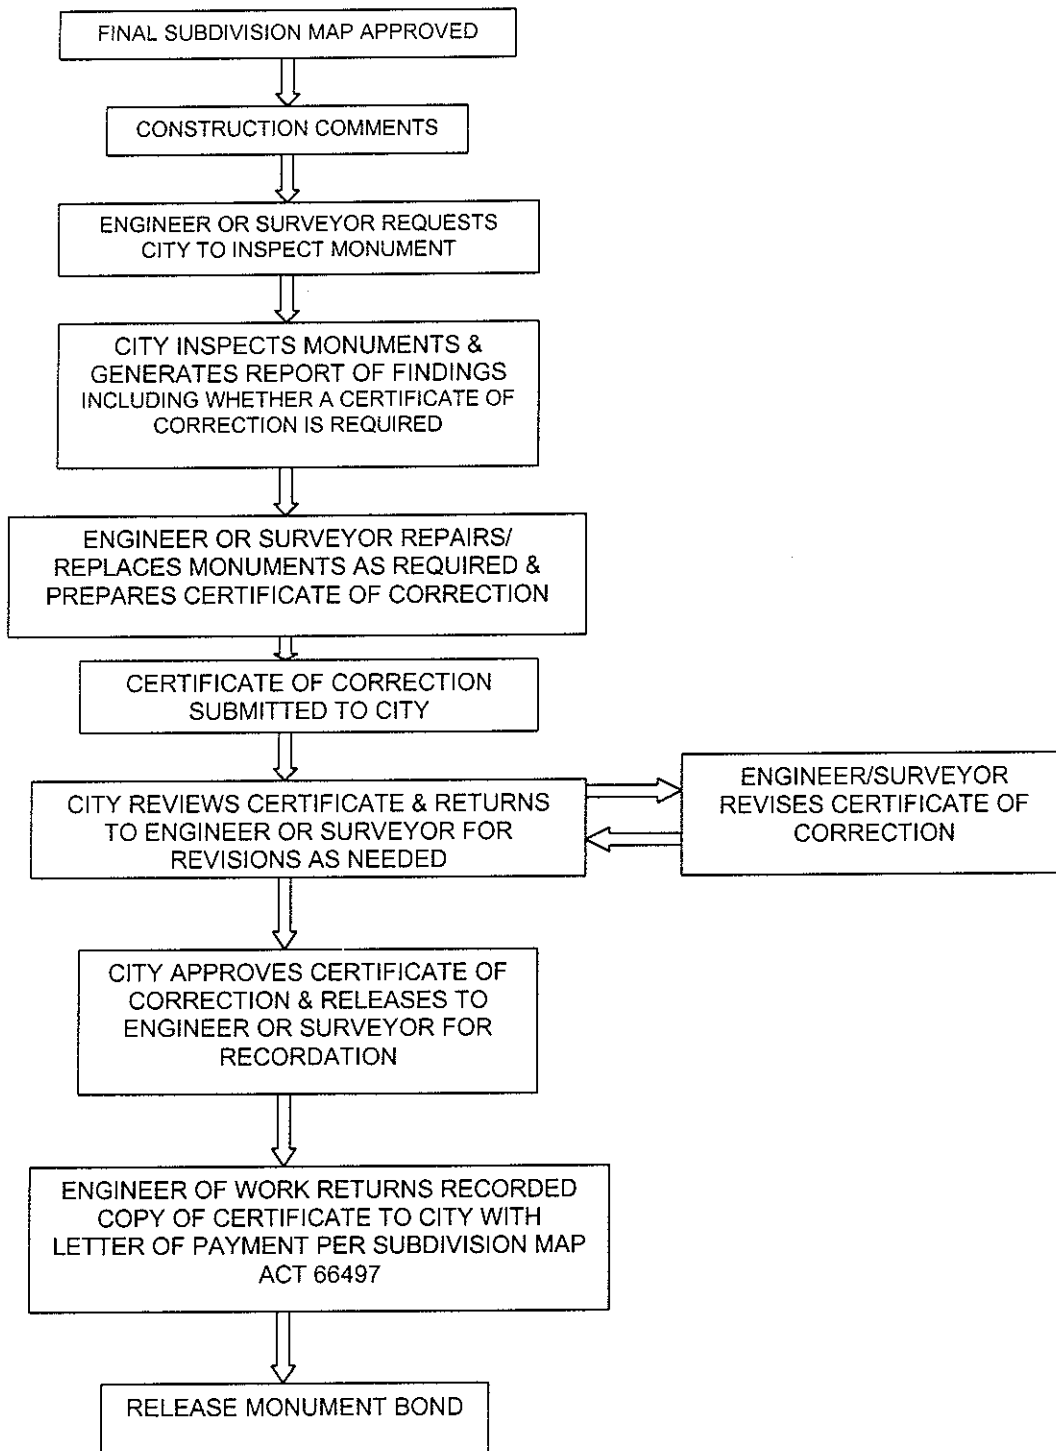 FINAL SUBDIVISION MAP APPROVED
CONSTRUCTION COMMENTS
ENGINEER OR SURVEYOR REQUESTS
CITY TO INSPECT MONUMENT
CITY INSPECTS MONUMENTS &
GENERATES REPORT OF FINDINGS
INCLUDING WHETHER A CERTIFICATE OF
CORRECTION IS REQUIRED
ENGINEER OR SURVEYOR REPAIRS/
REPLACES MONUMENTS AS REQUIRED &
PREPARES CERTIFICATE OF CORRECTION
CERTIFICATE OF CORRECTION
SUBMITTED TO CITY
CITY REVIEWS CERTIFICATE & RETURNS
TO ENGINEER OR SURVEYOR FOR
REVISIONS AS NEEDED
ENGINEER/SURVEYOR
REVISES CERTIFICATE OF
CORRECTION
CITY APPROVES CERTIFICATE OF
CORRECTION & RELEASES TO
ENGINEER OR SURVEYOR FOR
RECORDATION
ENGINEER OF WORK RETURNS RECORDED
COPY OF CERTIFICATE TO CITY WITH
LETTER OF PAYMENT PER SUBDIVISION MAP
ACT 66497
RELEASE MONUMENT BOND